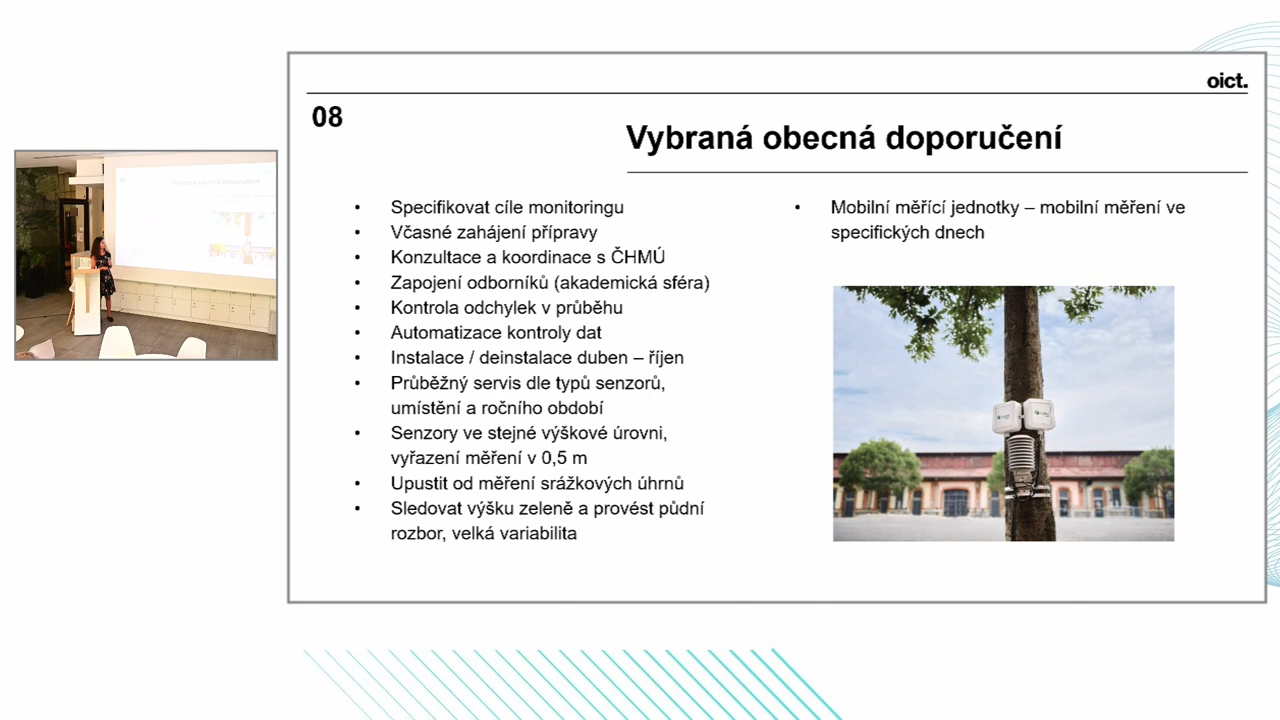 oict.
08
Vybraná obecná doporučení
• Specifikovat cíle monitoringu
• Včasné zahájení přípravy
• Konzultace a koordinace s ČHMÚ
• Zapojení odborníků (akademická sféra)
• Kontrola odchylek v průběhu
• Automatizace kontroly dat
• Instalace / deinstalace duben – říjen
• Průběžný servis dle typů senzorů,
umístění a ročního období
• Senzory ve stejné výškové úrovni,
vyřazení měření v 0,5 m
• Upustit od měření srážkových úhrnů
• Sledovat výšku zeleně a provést půdní
rozbor, velká variabilita
• Mobilní měřící jednotky – mobilní měření ve
specifických dnech